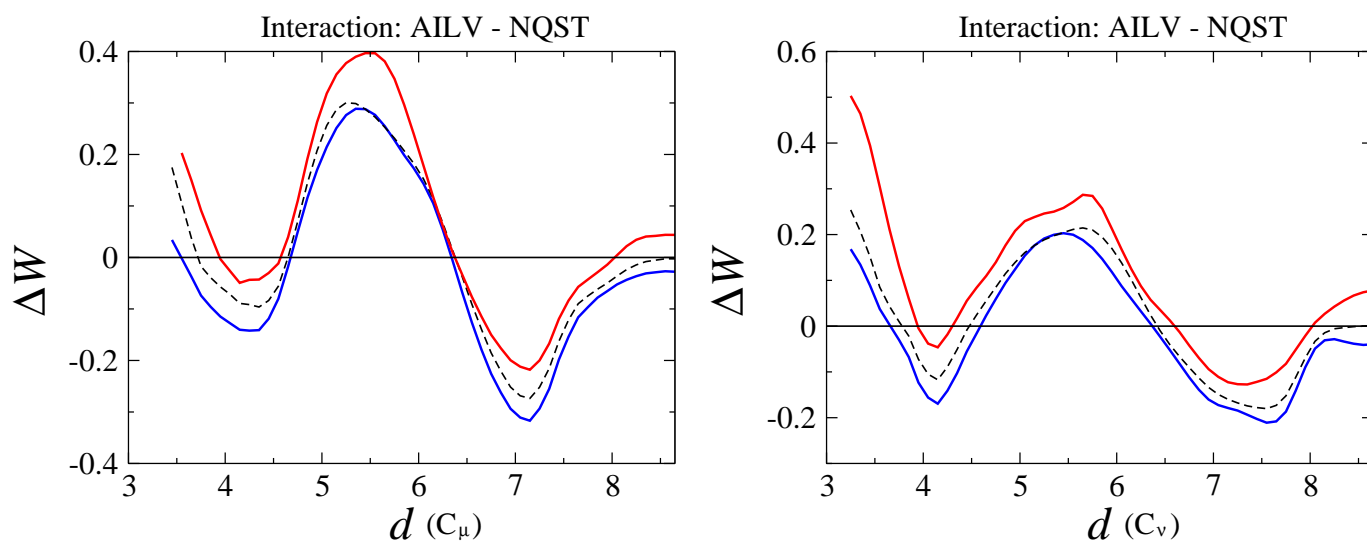 Interaction: AILV - NQST
0.4
0.2
0
-0.2
-0.4
ΔW
3 4 5 6 7 8
d (Cμ)
Interaction: AILV - NQST
0.6
0.4
0.2
0
-0.2
ΔW
3 4 5 6 7 8
d (Cν)